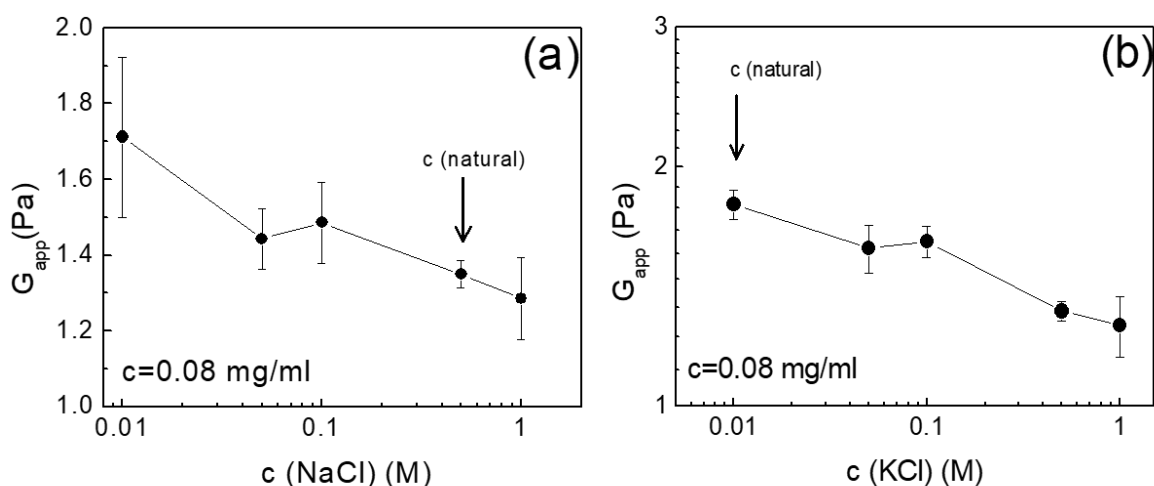 (a)
2.0
1.8
1.6
1.4
1.2
1.0
G_app(Pa)
c (natural)
c=0.08 mg/ml
0.01
0.1
1
c (NaCl) (M)
(b)
3
2
1
G_app(Pa)
c (natural)
c=0.08 mg/ml
0.01
0.1
1
c (KCl) (M)